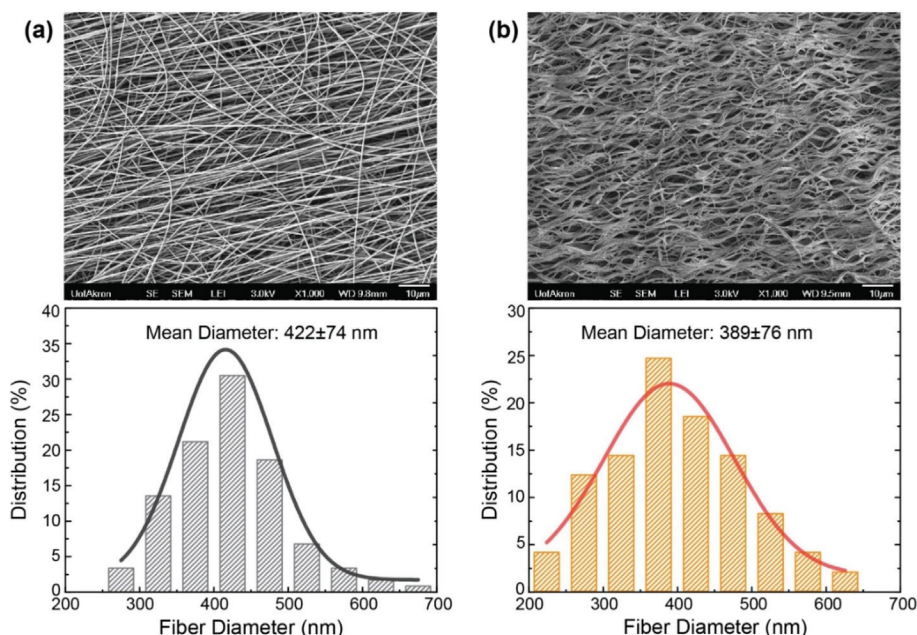 (a)
UofAkron SE SEM LEI 3.0kV X1,000 WD 9.8mm 10μm
Mean Diameter: 422±74 nm
Distribution (%)
40
35
30
25
20
15
10
5
0
200 300 400 500 600 700
Fiber Diameter (nm)
(b)
UofAkron SE SEM LEI 3.0kV X1,000 WD 9.5mm 10μm
Mean Diameter: 389±76 nm
Distribution (%)
30
25
20
15
10
5
0
200 300 400 500 600 700
Fiber Diameter (nm)